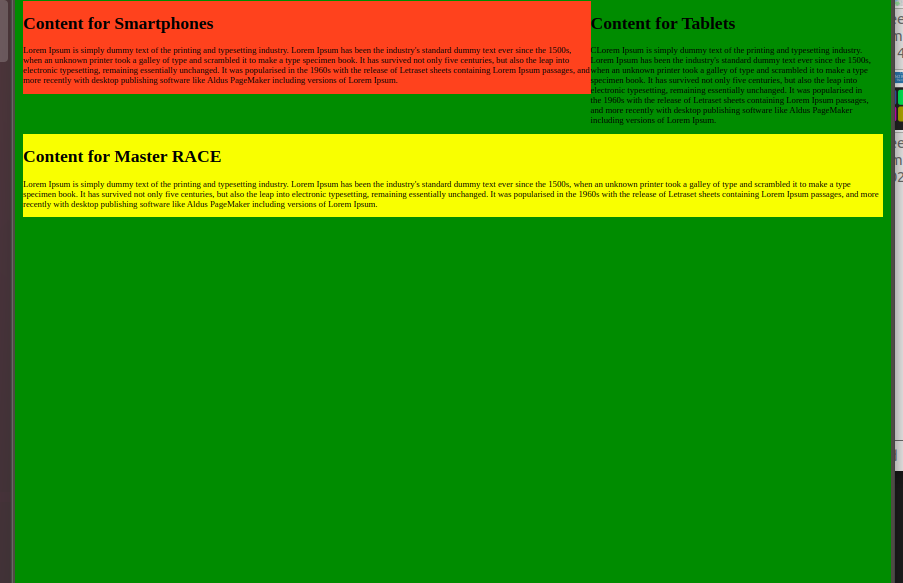 Content for Smartphones
Lorem Ipsum is simply dummy text of the printing and typesetting industry. Lorem Ipsum has been the industry's standard dummy text ever since the 1500s,
when an unknown printer took a galley of type and scrambled it to make a type specimen book. It has survived not only five centuries, but also the leap into
electronic typesetting, remaining essentially unchanged. It was popularised in the 1960s with the release of Letraset sheets containing Lorem Ipsum passages, and
more recently with desktop publishing software like Aldus PageMaker including versions of Lorem Ipsum.
Content for Tablets
CLorem Ipsum is simply dummy text of the printing and typesetting industry.
Lorem Ipsum has been the industry's standard dummy text ever since the 1500s,
when an unknown printer took a galley of type and scrambled it to make a type
specimen book. It has survived not only five centuries, but also the leap into
electronic typesetting, remaining essentially unchanged. It was popularised in
the 1960s with the release of Letraset sheets containing Lorem Ipsum passages,
and more recently with desktop publishing software like Aldus PageMaker
including versions of Lorem Ipsum.
Content for Master RACE
Lorem Ipsum is simply dummy text of the printing and typesetting industry. Lorem Ipsum has been the industry's standard dummy text ever since the 1500s, when an unknown printer took a galley of type and scrambled it to make a type
specimen book. It has survived not only five centuries, but also the leap into electronic typesetting, remaining essentially unchanged. It was popularised in the 1960s with the release of Letraset sheets containing Lorem Ipsum passages, and more
recently with desktop publishing software like Aldus PageMaker including versions of Lorem Ipsum.